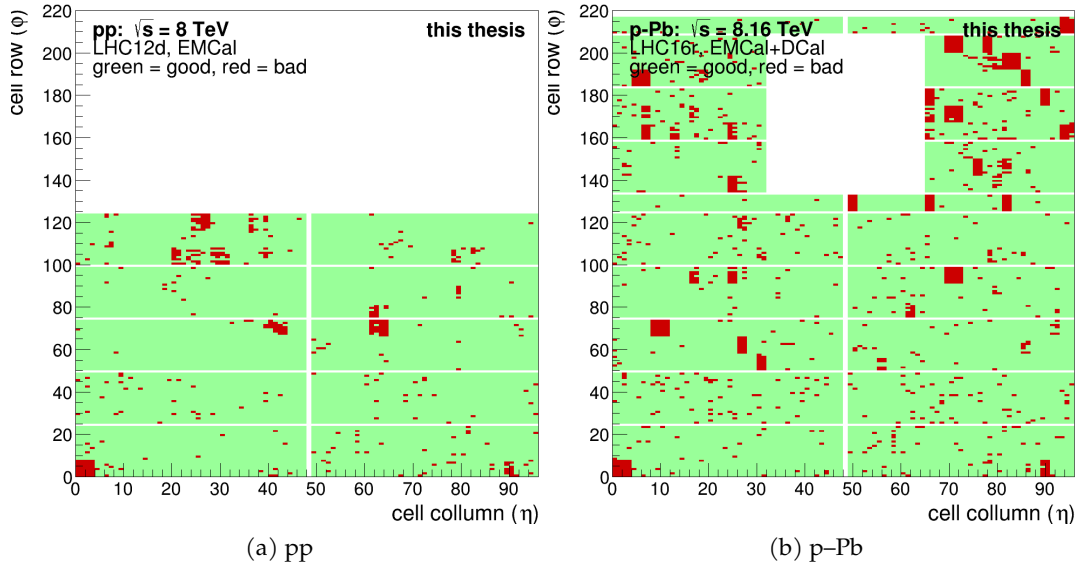 pp: √s = 8 TeV
this thesis
LHC12d, EMCal
green = good, red = bad
cell row (ϕ)
220
200
180
160
140
120
100
80
60
40
20
0
0 10 20 30 40 50 60 70 80 90
cell collumn (η)
(a) pp
p-Pb: √s = 8.16 TeV
this thesis
LHC16r, EMCal+DCal
green = good, red = bad
cell row (ϕ)
220
200
180
160
140
120
100
80
60
40
20
0
0 10 20 30 40 50 60 70 80 90
cell collumn (η)
(b) p–Pb